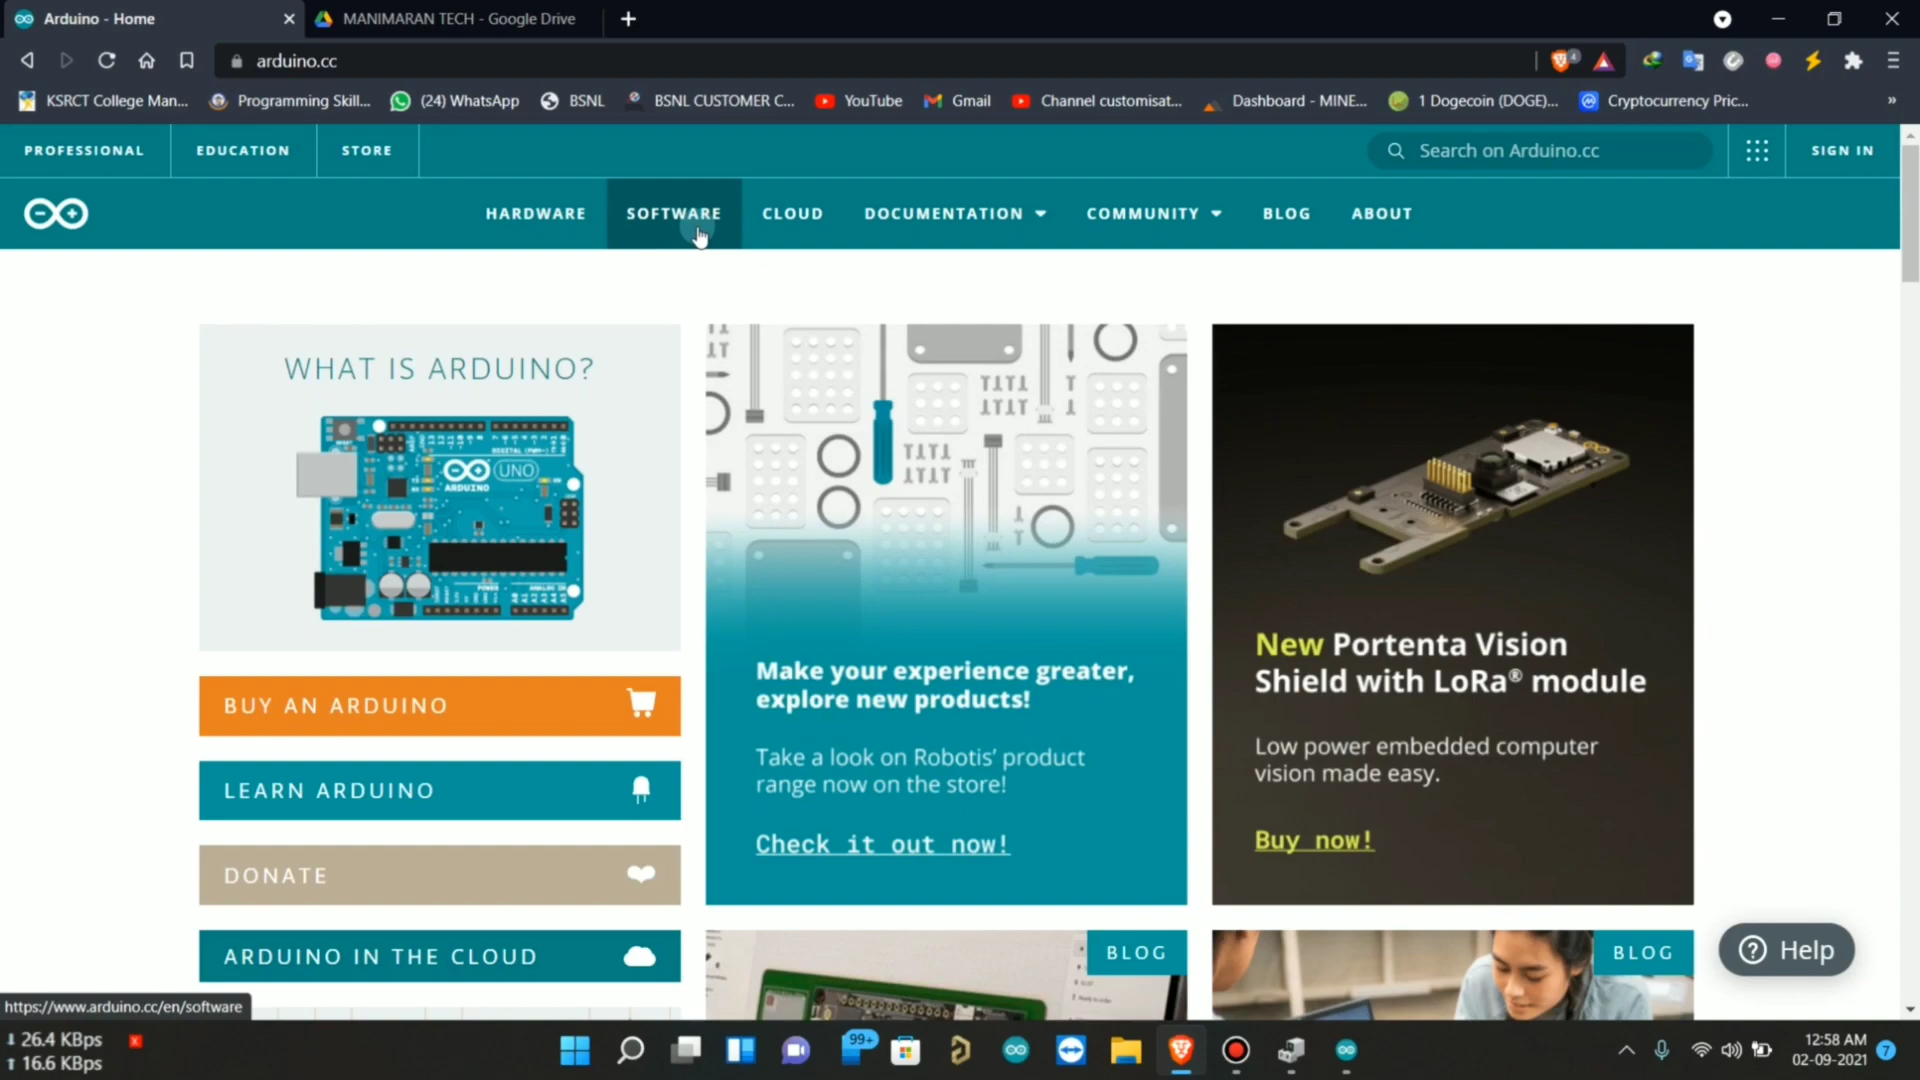 Arduino - Home
MANIMARAN TECH - Google Drive
arduino.cc
4
KSRCT College Man...
Programming Skill...
(24) WhatsApp
BSNL
BSNL CUSTOMER C...
YouTube
Gmail
Channel customisat...
Dashboard - MINE...
1 Dogecoin (DOGE)...
Cryptocurrency Pric...
PROFESSIONAL
EDUCATION
STORE
Search on Arduino.cc
SIGN IN
HARDWARE
SOFTWARE
CLOUD
DOCUMENTATION
COMMUNITY
BLOG
ABOUT
WHAT IS ARDUINO?
UNO
ARDUINO
BUY AN ARDUINO
LEARN ARDUINO
DONATE
ARDUINO IN THE CLOUD
Make your experience greater,
explore new products!
Take a look on Robotis' product
range now on the store!
Check it out now!
New Portenta Vision
Shield with LoRa® module
Low power embedded computer
vision made easy.
Buy now!
BLOG
BLOG
Help
https://www.arduino.cc/en/software
26.4 KBps
16.6 KBps
99+
12:58 AM
02-09-2021
7